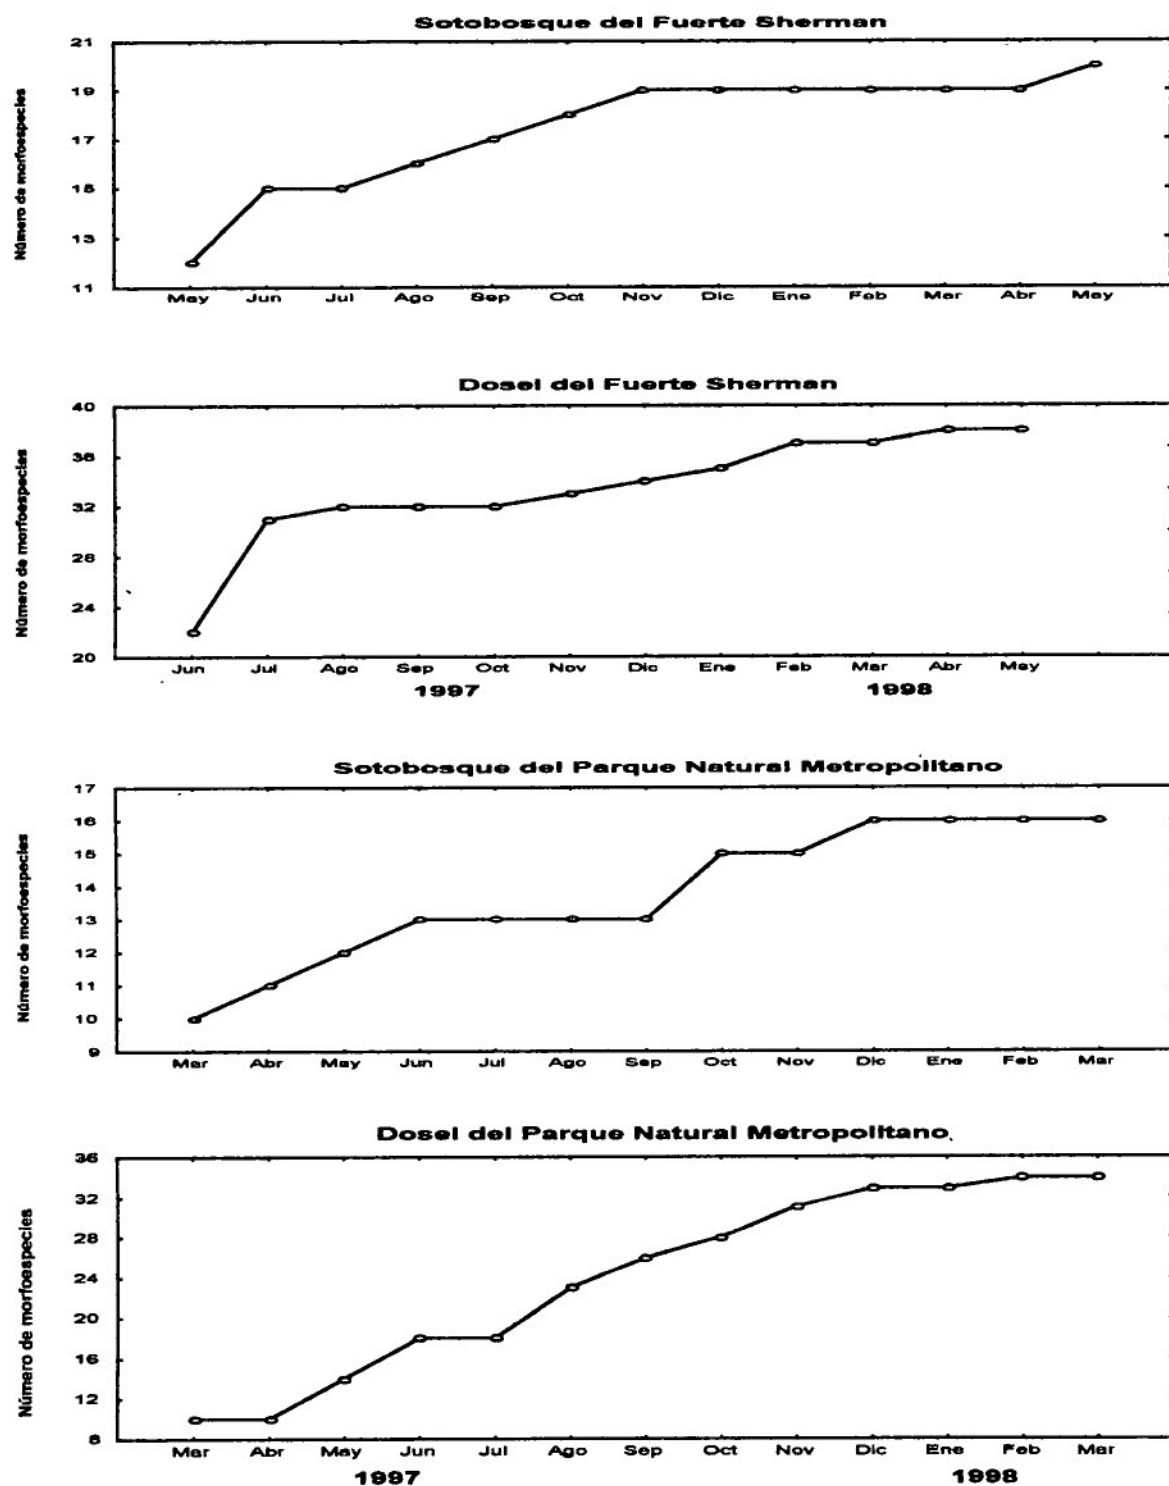 Sotobosque del Fuerte Sherman
Número de morfoespecies
21
19
17
15
13
11
May Jun Jul Ago Sep Oct Nov Dic Ene Feb Mar Abr May
Dosel del Fuerte Sherman
Número de morfoespecies
40
36
32
28
24
20
Jun Jul Ago Sep Oct Nov Dic Ene Feb Mar Abr May
1997 1998
Sotobosque del Parque Natural Metropolitano
Número de morfoespecies
17
16
15
14
13
12
11
10
9
Mar Abr May Jun Jul Ago Sep Oct Nov Dic Ene Feb Mar
Dosel del Parque Natural Metropolitano
Número de morfoespecies
36
32
28
24
20
16
12
8
Mar Abr May Jun Jul Ago Sep Oct Nov Dic Ene Feb Mar
1997 1998